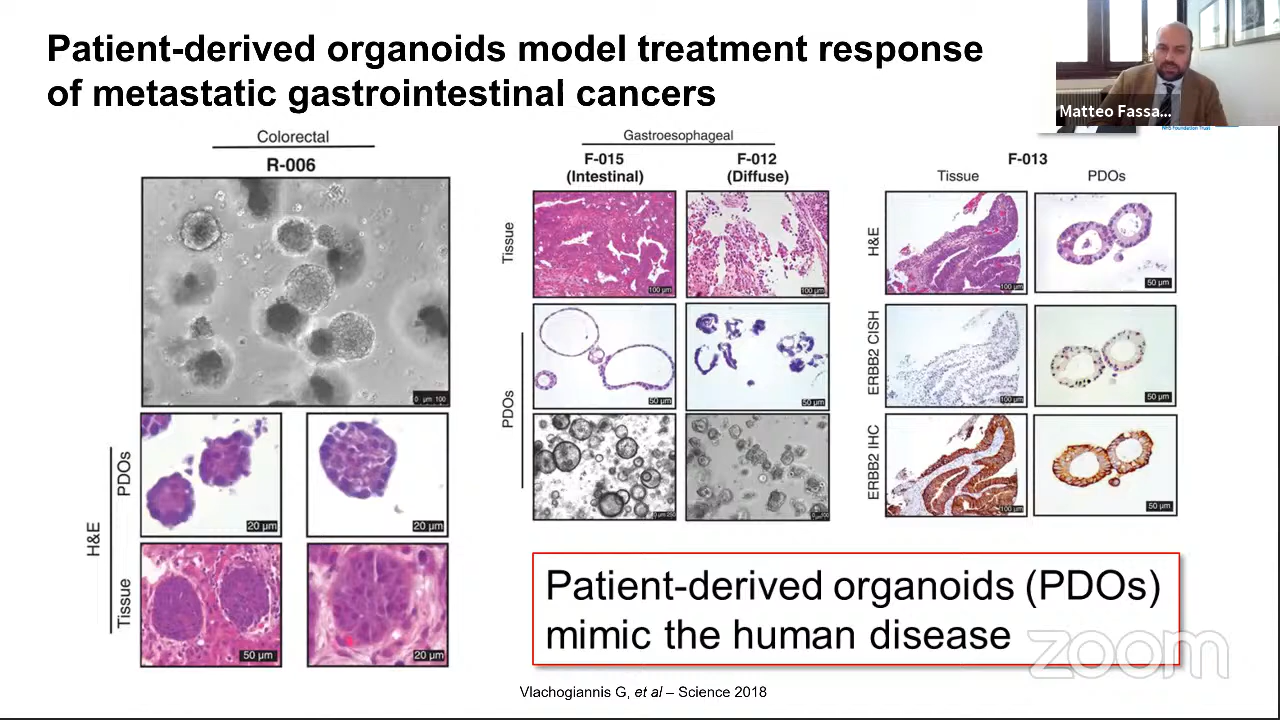 Patient-derived organoids model treatment response
of metastatic gastrointestinal cancers
Matteo Fassa...
NHS Foundation Trust
Colorectal
R-006
PDOs
H&E
Tissue
20 µm
20 µm
50 µm
20 µm
Gastroesophageal
F-015
(Intestinal)
F-012
(Diffuse)
Tissue
PDOs
100 µm
100 µm
50 µm
50 µm
F-013
Tissue
PDOs
H&E
ERBB2 CISH
ERBB2 IHC
100 µm
50 µm
100 µm
50 µm
100 µm
50 µm
Patient-derived organoids (PDOs)
mimic the human disease
zoom
Vlachogiannis G, et al – Science 2018